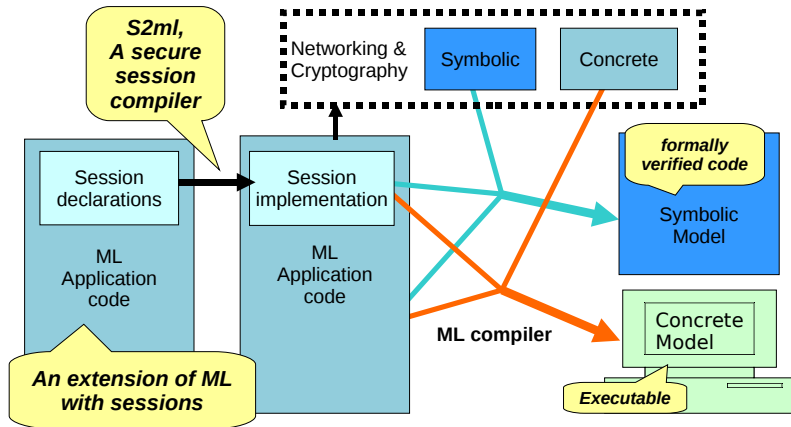 S2ml,
A secure
session
compiler
Networking &
Cryptography
Symbolic
Concrete
Session
declarations
Session
implementation
formally
verified code
Symbolic
Model
ML
Application
code
ML
Application
code
ML compiler
Concrete
Model
An extension of ML
with sessions
Executable